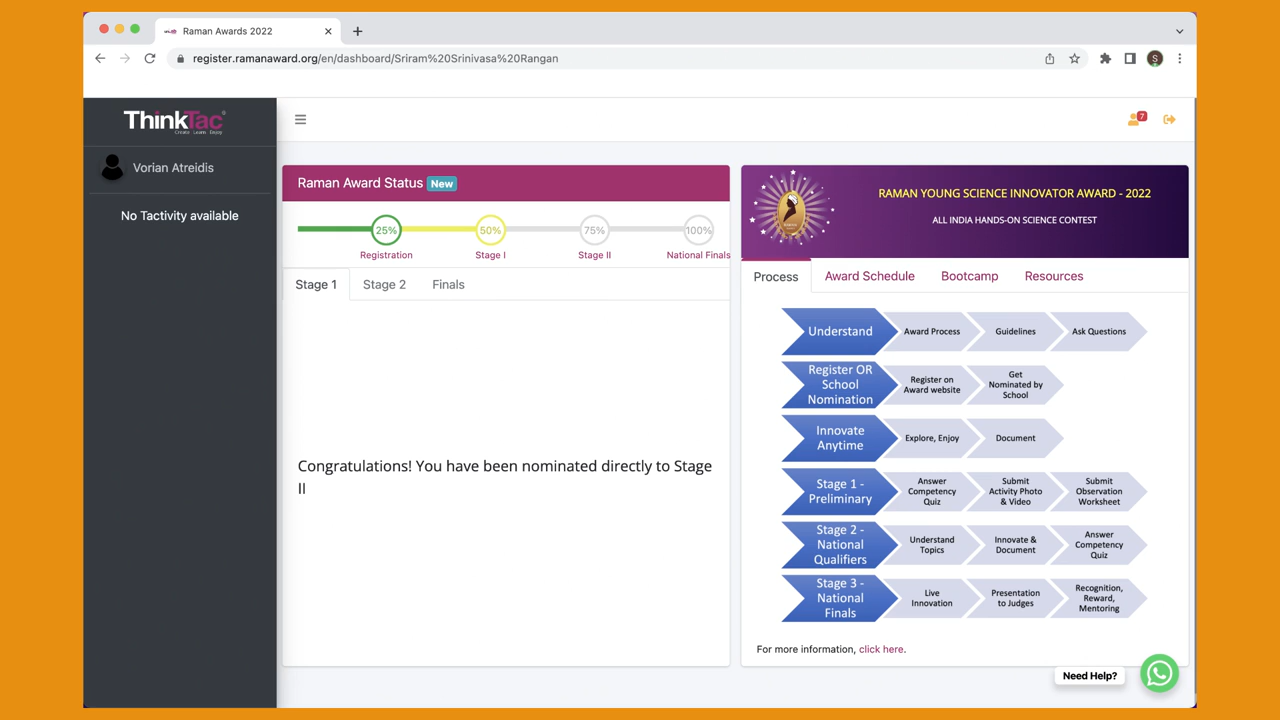 Raman Awards 2022
register.ramanaward.org/en/dashboard/Sriram%20Srinivasa%20Rangan
S
ThinkTac
Create Learn Enjoy
7
Vorian Atreidis
No Tactivity available
Raman Award Status New
25%
50%
75%
100%
Registration
Stage I
Stage II
National Finals
Stage 1
Stage 2
Finals
Congratulations! You have been nominated directly to Stage
II
RAMAN YOUNG SCIENCE INNOVATOR AWARD - 2022
ALL INDIA HANDS-ON SCIENCE CONTEST
Process
Award Schedule
Bootcamp
Resources
Understand
Award Process
Guidelines
Ask Questions
Register OR
School
Nomination
Register on
Award website
Get
Nominated by
School
Innovate
Anytime
Explore, Enjoy
Document
Stage 1 -
Preliminary
Answer
Competency
Quiz
Submit
Activity Photo
& Video
Submit
Observation
Worksheet
Stage 2 -
National
Qualifiers
Understand
Topics
Innovate &
Document
Answer
Competency
Quiz
Stage 3 -
National
Finals
Live
Innovation
Presentation
to Judges
Recognition,
Reward,
Mentoring
For more information, click here.
Need Help?